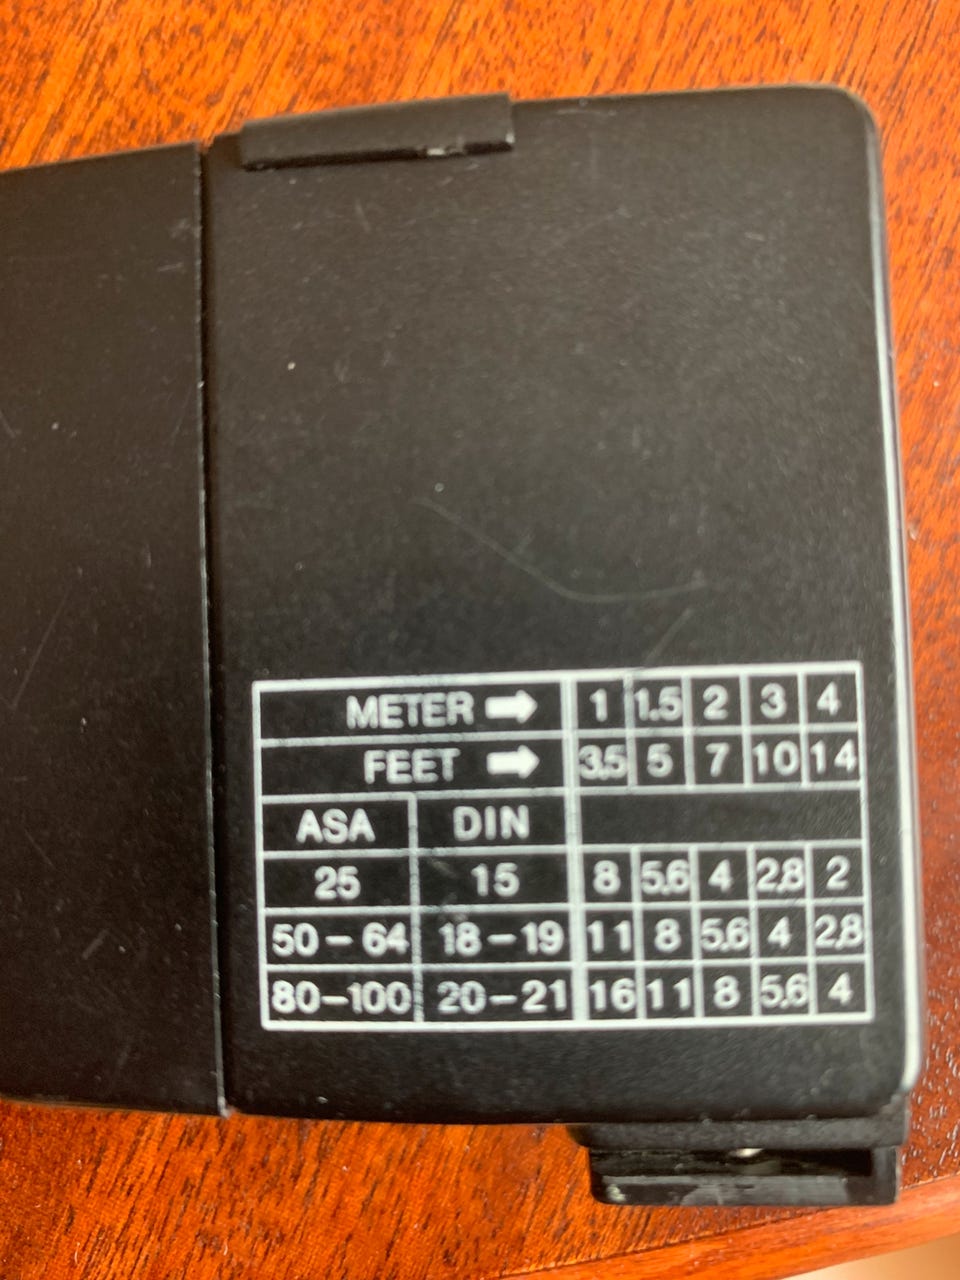 METER ➡ 1 1.5 2 3 4
FEET ➡ 3.5 5 7 10 14
ASA DIN
25 15 8 5.6 4 2.8 2
50-64 18-19 11 8 5.6 4 2.8
80-100 20-21 16 11 8 5.6 4